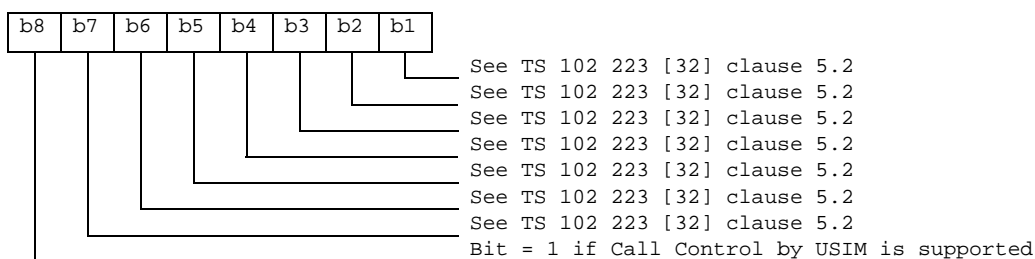 b8 b7 b6 b5 b4 b3 b2 b1
See TS 102 223 [32] clause 5.2
See TS 102 223 [32] clause 5.2
See TS 102 223 [32] clause 5.2
See TS 102 223 [32] clause 5.2
See TS 102 223 [32] clause 5.2
See TS 102 223 [32] clause 5.2
See TS 102 223 [32] clause 5.2
Bit = 1 if Call Control by USIM is supported